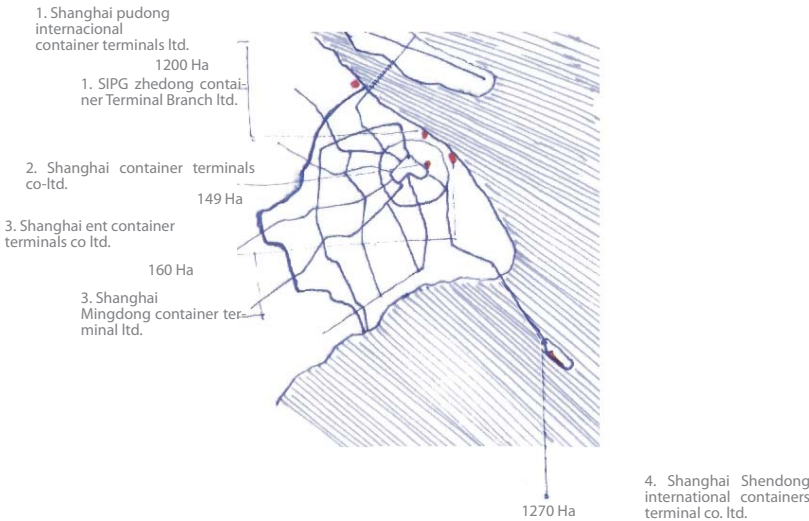 1. Shanghai pudong
internacional
container terminals ltd.
1200 Ha
1. SIPG zhedong contai-
ner Terminal Branch ltd.
2. Shanghai container terminals
co-ltd.
149 Ha
3. Shanghai ent container
terminals co ltd.
160 Ha
3. Shanghai
Mingdong container ter-
minal ltd.
1270 Ha
4. Shanghai Shendong
international containers
terminal co. ltd.